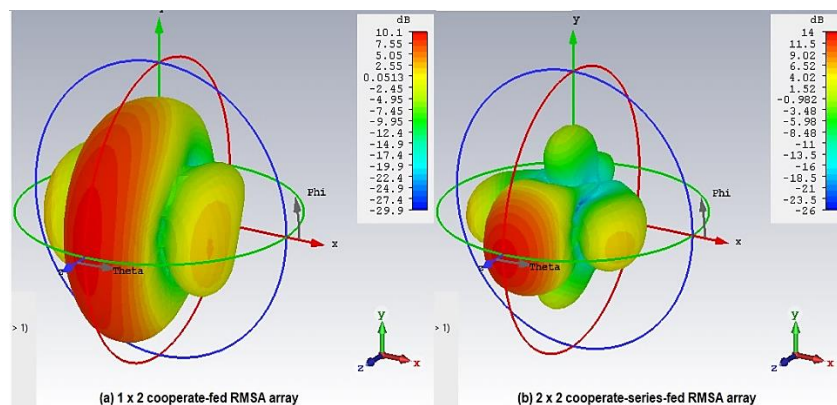 dB
10.1
7.55
5.05
2.55
0.0513
-2.45
-4.95
-7.45
-9.95
-12.4
-14.9
-17.4
-19.9
-22.4
-24.9
-27.4
-29.9
Phi
x
Theta
z
> 1)
y
z
x
(a) 1 x 2 cooperate-fed RMSA array
y
dB
14
11.5
9.02
6.52
4.02
1.52
-0.982
-3.48
-5.98
-8.48
-11
-13.5
-16
-18.5
-21
-23.5
-26
Phi
x
Theta
z
> 1)
y
z
x
(b) 2 x 2 cooperate-series-fed RMSA array